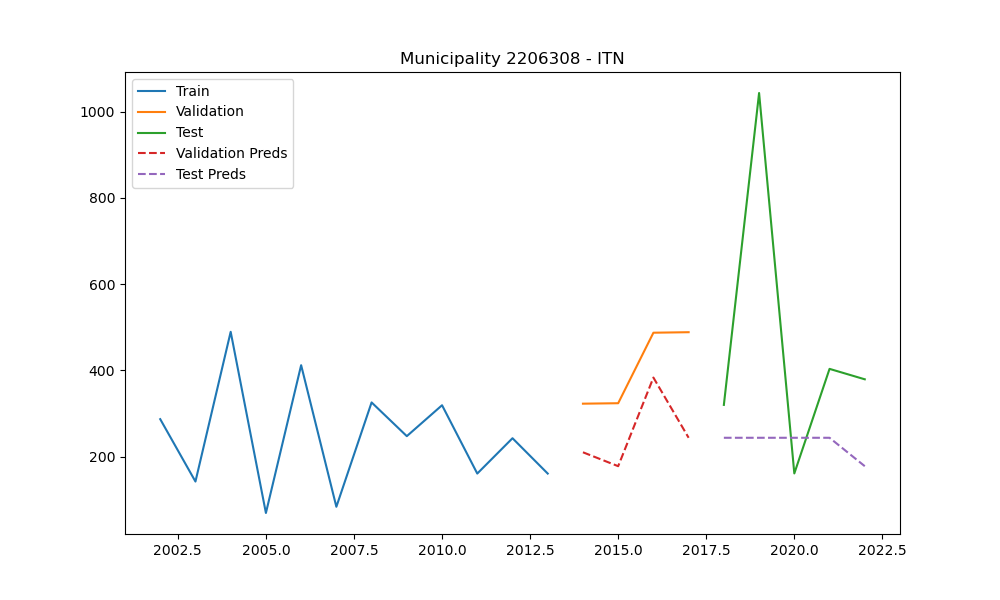 Municipality 2206308 - ITN
Train
Validation
Test
Validation Preds
Test Preds
1000
800
600
400
200
2002.5 2005.0 2007.5 2010.0 2012.5 2015.0 2017.5 2020.0 2022.5